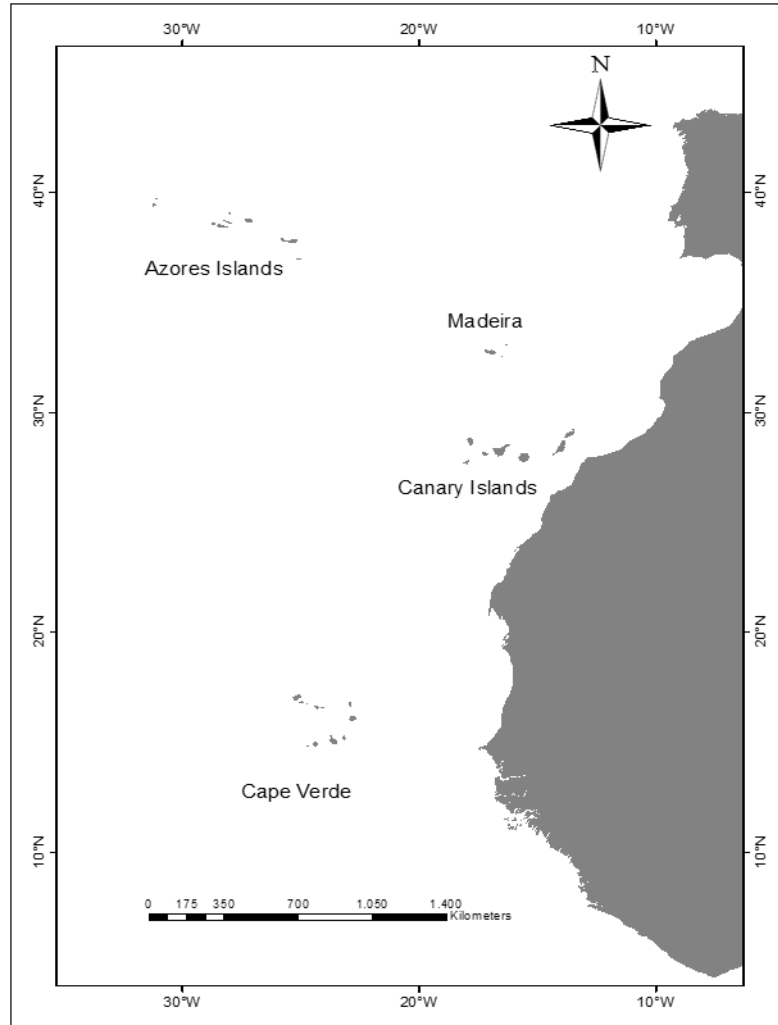 30°W 20°W 10°W
N
40°N 40°N
Azores Islands
Madeira
30°N 30°N
Canary Islands
20°N 20°N
Cape Verde
10°N 10°N
0 175 350 700 1.050 1.400
Kilometers
30°W 20°W 10°W